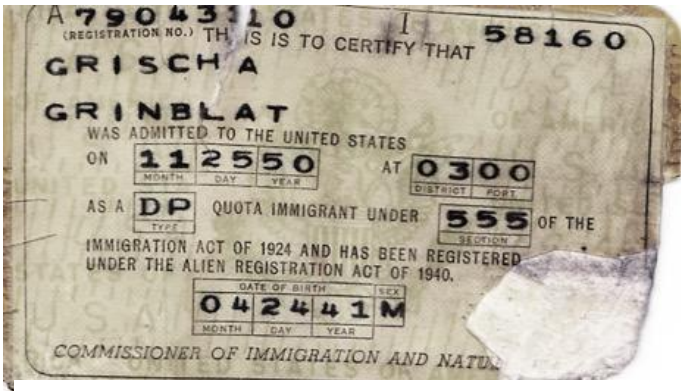 A 79043110 I 58160
(REGISTRATION NO.) THIS IS TO CERTIFY THAT
GRISCHA
GRINBLAT
WAS ADMITTED TO THE UNITED STATES
ON 11 25 50 AT 03 00
MONTH DAY YEAR DISTRICT PORT
AS A DP QUOTA IMMIGRANT UNDER 555 OF THE
TYPE SECTION
IMMIGRATION ACT OF 1924 AND HAS BEEN REGISTERED
UNDER THE ALIEN REGISTRATION ACT OF 1940.
DATE OF BIRTH SEX
04 24 41 M
MONTH DAY YEAR
COMMISSIONER OF IMMIGRATION AND